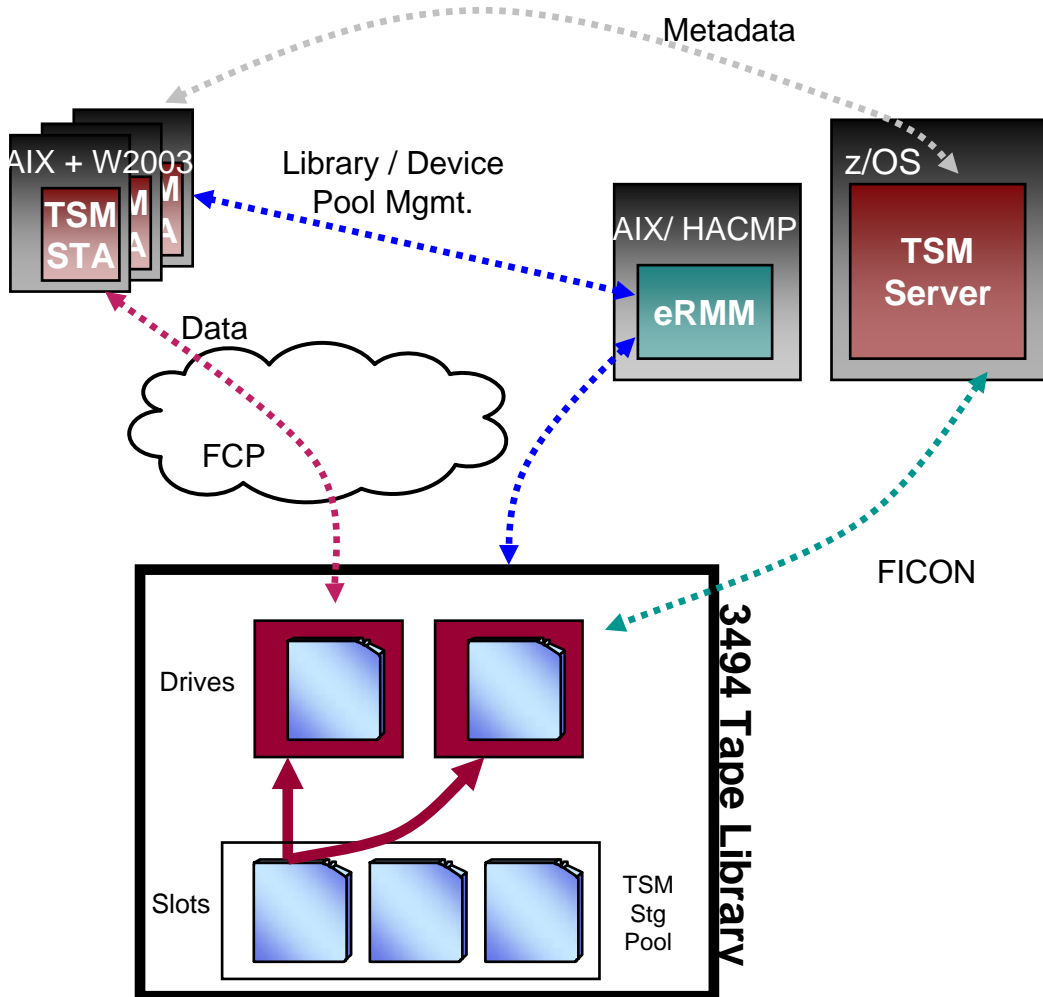 Metadata
AIX + W2003
TSM
STA
M
A
M
A
Library / Device
Pool Mgmt.
AIX/ HACMP
eRMM
z/OS
TSM
Server
Data
FCP
FICON
3494 Tape Library
Drives
Slots
TSM
Stg
Pool